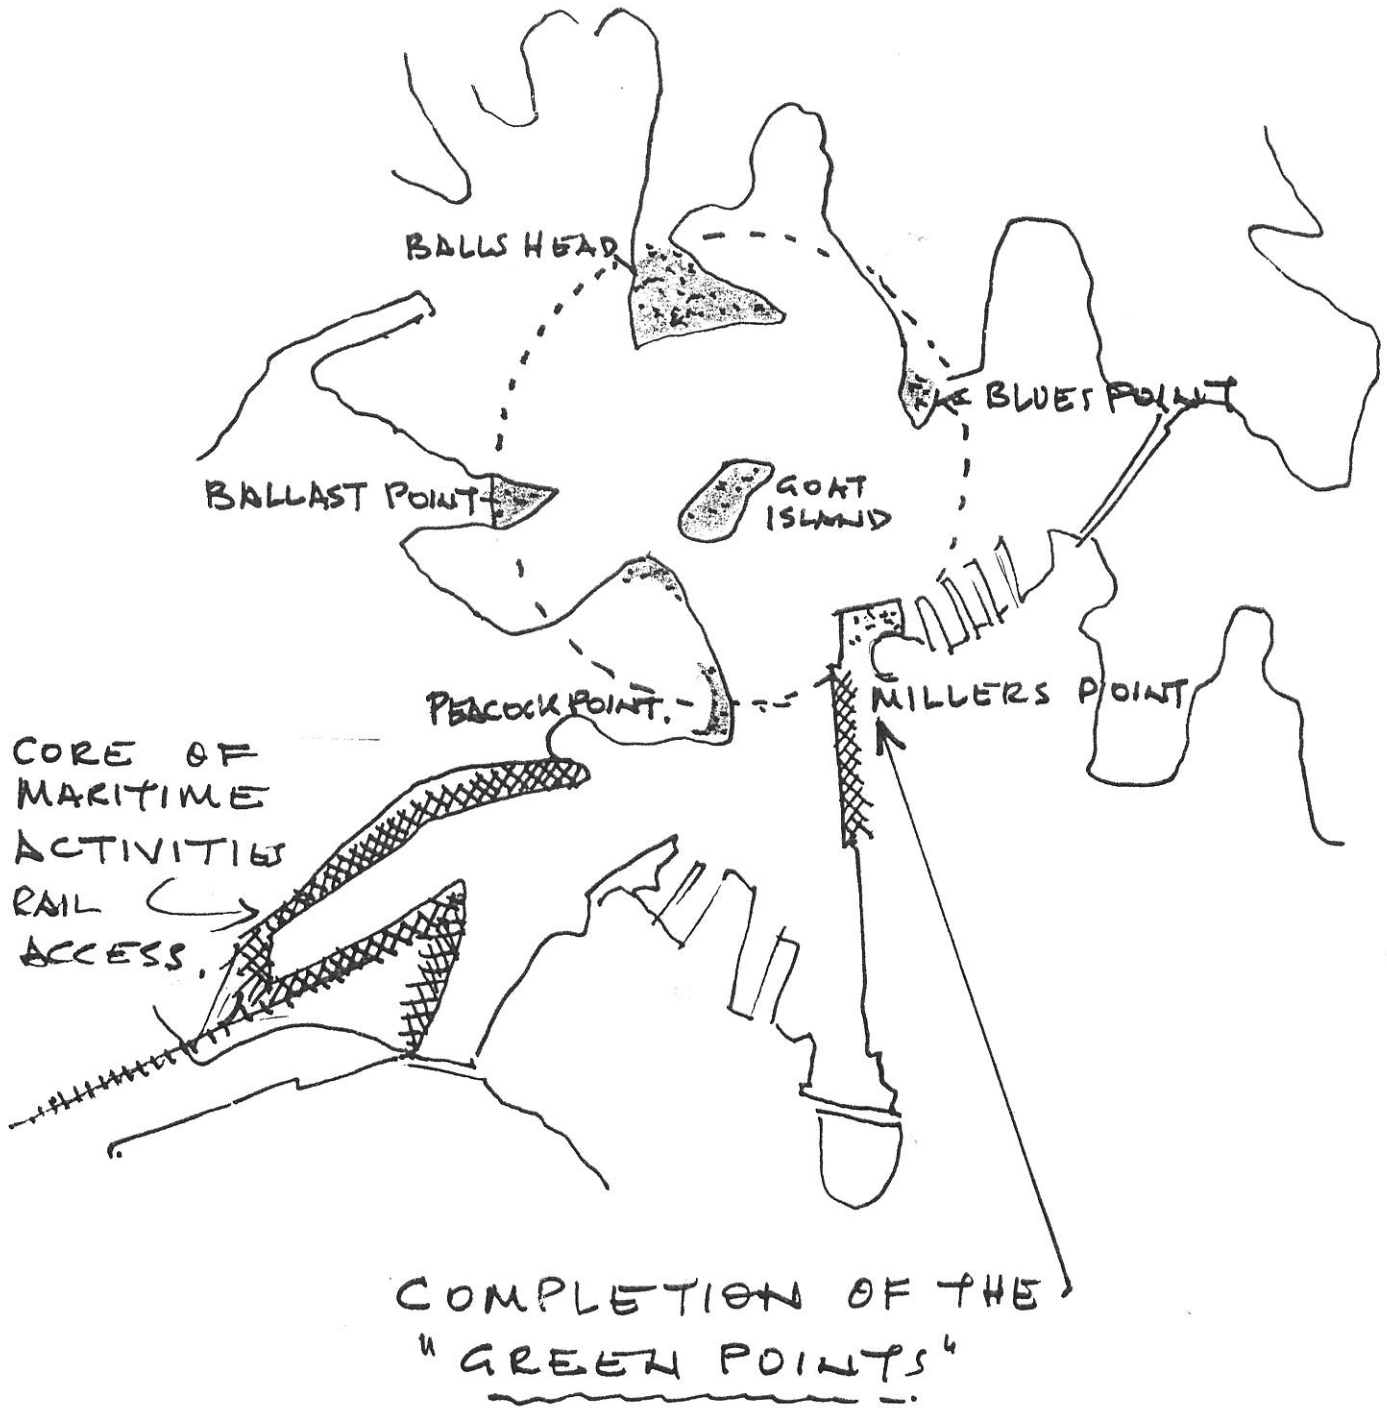 BALLS HEAD
BLUES POINT
BALLAST POINT
GOAT
ISLAND
PEACOCK POINT.
MILLERS POINT
CORE OF
MARITIME
ACTIVITIES
RAIL
ACCESS.
COMPLETION OF THE
"GREEN POINTS"